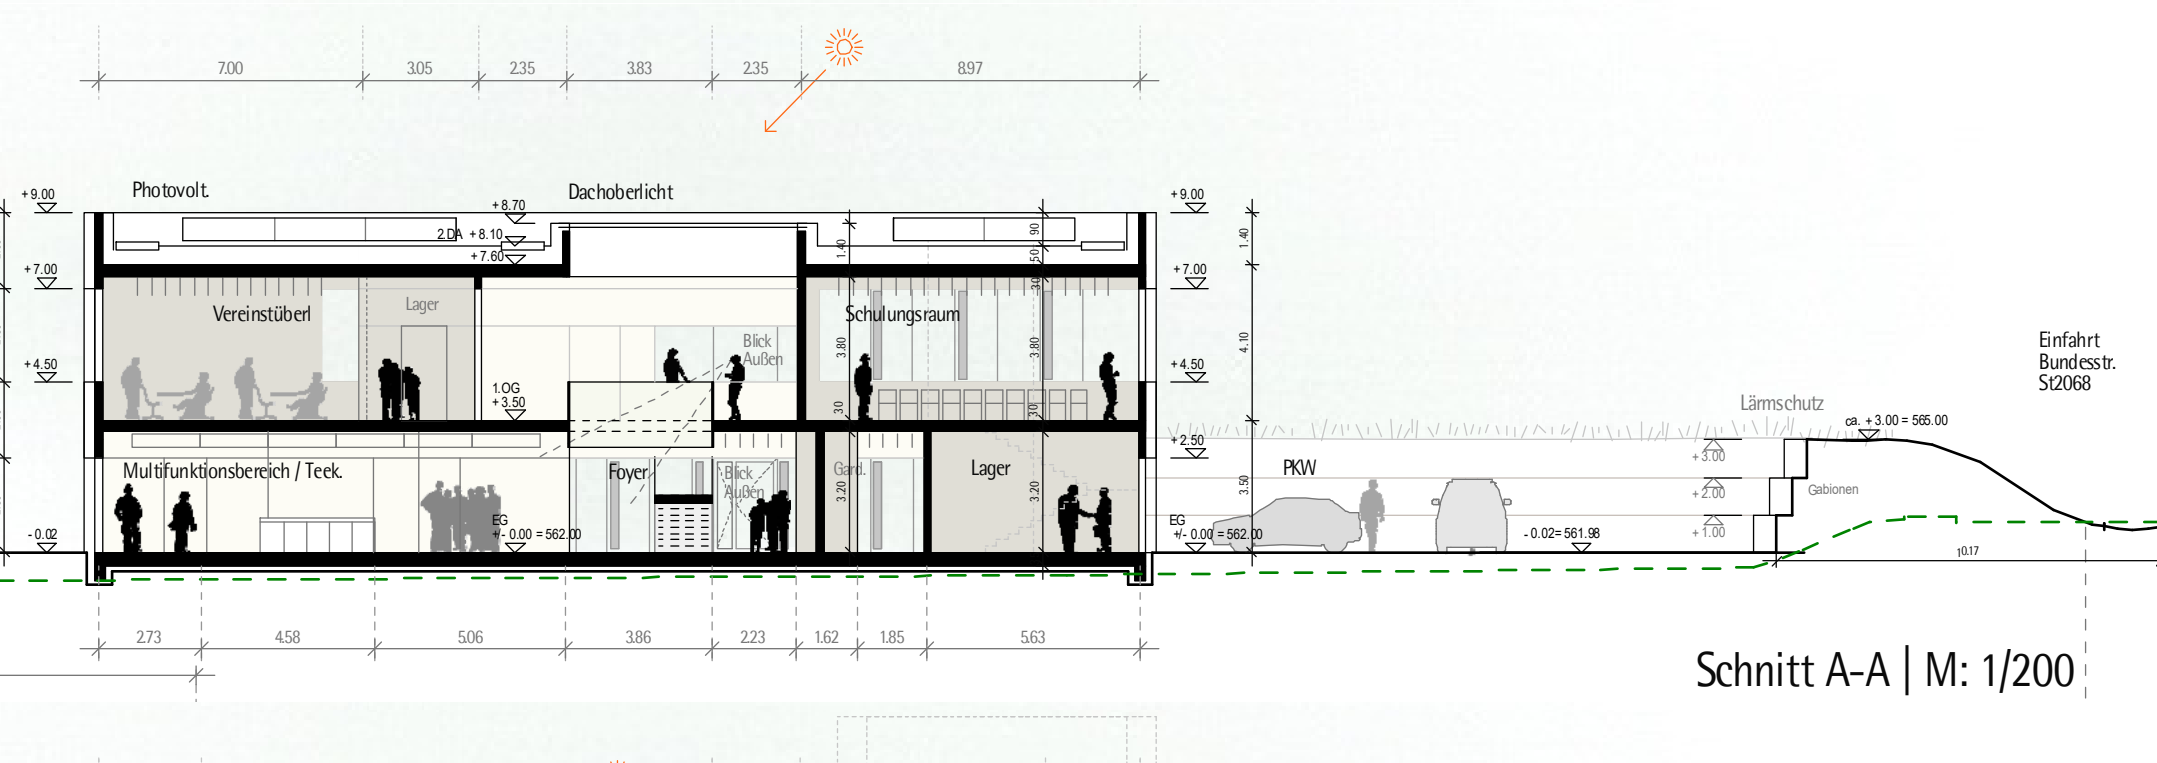 7.00 3.05 2.35 3.83 2.35 8.97
Photovolt.
Dachoberlicht
+9.00
+8.70
+9.00
2.DA +8.10
+7.60
1.40
90
50
1.40
+7.00
+7.00
30
Vereinstüberl
Lager
Schulungsraum
Blick
Außen
3.80
3.80
4.10
+4.50
+4.50
1.OG
+3.50
30
30
Einfahrt
Bundesstr.
St2068
Lärmschutz
ca. +3.00 = 565.00
+2.50
+3.00
Multifunktionsbereich / Teek.
Foyer
Blick
Außen
Gard.
Lager
3.20
3.20
PKW
3.50
+2.00
Gabionen
+1.00
-0.02
EG
+/- 0.00 = 562.00
EG
+/- 0.00 = 562.00
-0.02= 561.98
10.17
2.73 4.58 5.06 3.86 2.23 1.62 1.85 5.63
Schnitt A-A | M: 1/200